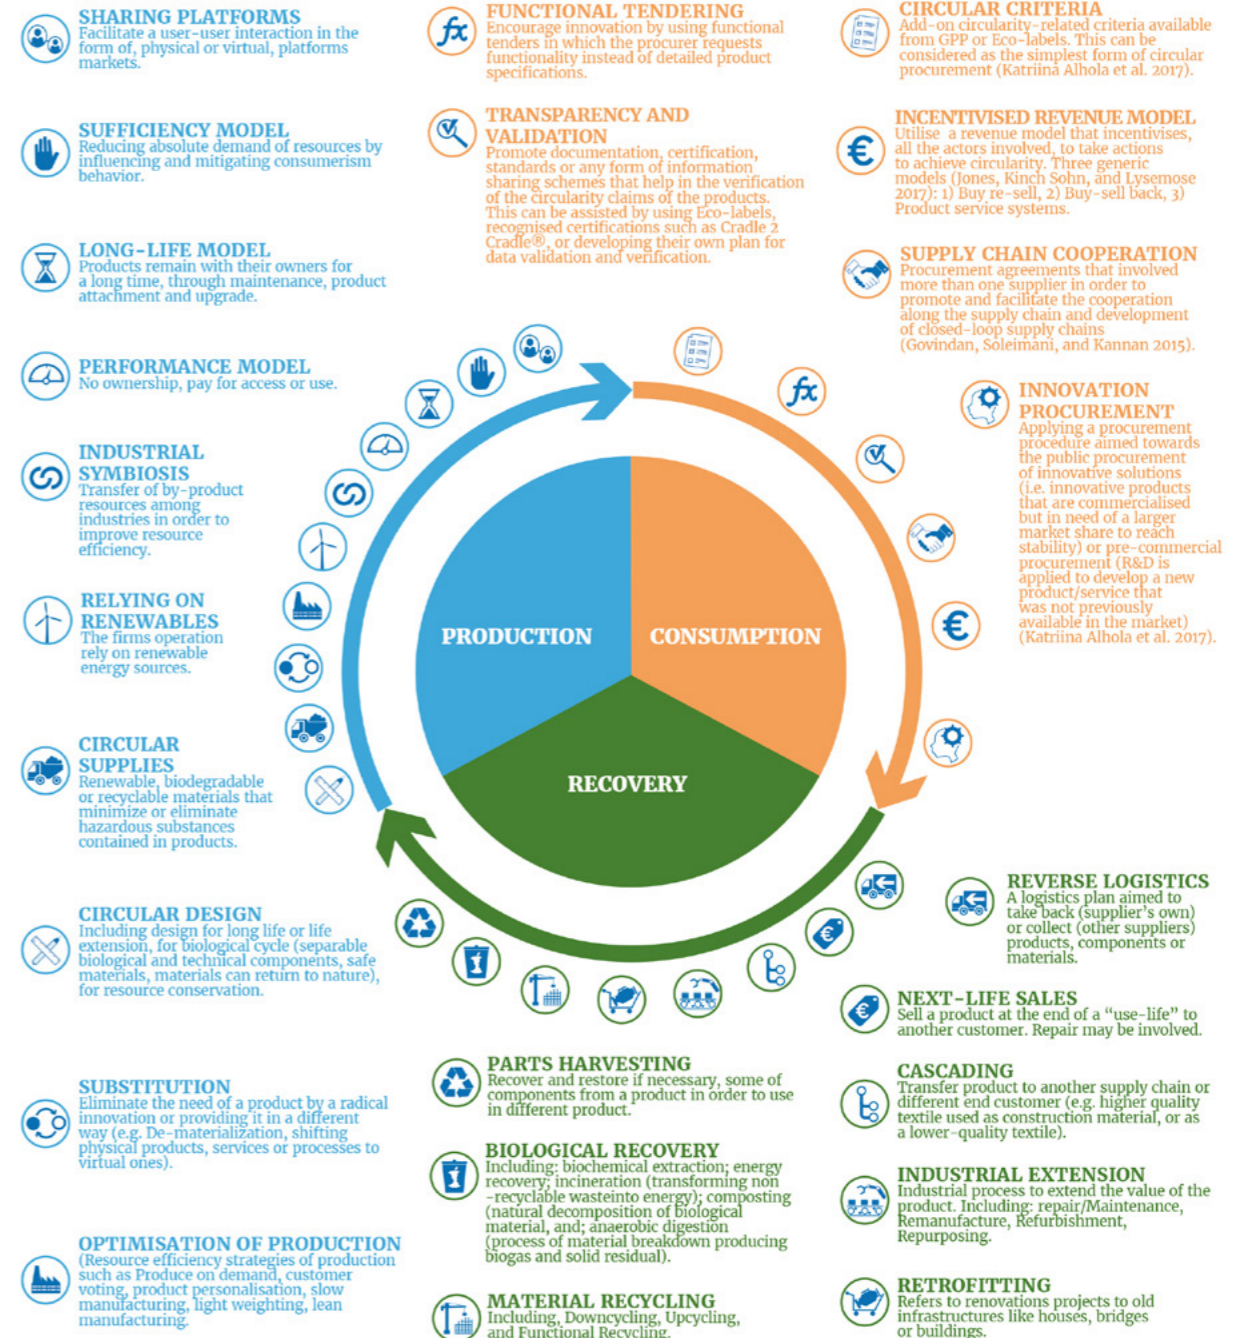 SHARING PLATFORMS
Facilitate a user-user interaction in the
form of, physical or virtual, platforms
markets.
SUFFICIENCY MODEL
Reducing absolute demand of resources by
influencing and mitigating consumerism
behavior.
LONG-LIFE MODEL
Products remain with their owners for
a long time, through maintenance, product
attachment and upgrade.
PERFORMANCE MODEL
No ownership, pay for access or use.
INDUSTRIAL
SYMBIOSIS
Transfer of by-product
resources among
industries in order to
improve resource
efficiency.
RELYING ON
RENEWABLES
The firms operation
rely on renewable
energy sources.
CIRCULAR
SUPPLIES
Renewable, biodegradable
or recyclable materials that
minimize or eliminate
hazardous substances
contained in products.
CIRCULAR DESIGN
Including design for long life or life
extension, for biological cycle (separable
biological and technical components, safe
materials, materials can return to nature),
for resource conservation.
SUBSTITUTION
Eliminate the need of a product by a radical
innovation or providing it in a different
way (e.g. De-materialization, shifting
physical products, services or processes to
virtual ones).
OPTIMISATION OF PRODUCTION
(Resource efficiency strategies of production
such as Produce on demand, customer
voting, product personalisation, slow
manufacturing, light weighting, lean
manufacturing.
FUNCTIONAL TENDERING
Encourage innovation by using functional
tenders in which the procurer requests
functionality instead of detailed product
specifications.
TRANSPARENCY AND
VALIDATION
Promote documentation, certification,
standards or any form of information
sharing schemes that help in the verification
of the circularity claims of the products.
This can be assisted by using Eco-labels,
recognised certifications such as Cradle 2
Cradle®, or developing their own plan for
data validation and verification.
CIRCULAR CRITERIA
Add-on circularity-related criteria available
from GPP or Eco-labels. This can be
considered as the simplest form of circular
procurement (Katriina Alhola et al. 2017).
INCENTIVISED REVENUE MODEL
Utilise a revenue model that incentivises,
all the actors involved, to take actions
to achieve circularity. Three generic
models (Jones, Kinch Sohn, and Lysemose
2017): 1) Buy re-sell, 2) Buy-sell back, 3)
Product service systems.
SUPPLY CHAIN COOPERATION
Procurement agreements that involved
more than one supplier in order to
promote and facilitate the cooperation
along the supply chain and development
of closed-loop supply chains
(Govindan, Soleimani, and Kannan 2015).
INNOVATION
PROCUREMENT
Applying a procurement
procedure aimed towards
the public procurement
of innovative solutions
(i.e. innovative products
that are commercialised
but in need of a larger
market share to reach
stability) or pre-commercial
procurement (R&D is
applied to develop a new
product/service that
was not previously
available in the market)
(Katriina Alhola et al. 2017).
fx
PRODUCTION
CONSUMPTION
RECOVERY
REVERSE LOGISTICS
A logistics plan aimed to
take back (supplier's own)
or collect (other suppliers)
products, components or
materials.
NEXT-LIFE SALES
Sell a product at the end of a “use-life” to
another customer. Repair may be involved.
CASCADING
Transfer product to another supply chain or
different end customer (e.g. higher quality
textile used as construction material, or as
a lower-quality textile).
INDUSTRIAL EXTENSION
Industrial process to extend the value of the
product. Including: repair/Maintenance,
Remanufacture, Refurbishment,
Repurposing.
RETROFITTING
Refers to renovations projects to old
infrastructures like houses, bridges
or buildings.
PARTS HARVESTING
Recover and restore if necessary, some of
components from a product in order to use
in different product.
BIOLOGICAL RECOVERY
Including: biochemical extraction; energy
recovery; incineration (transforming non
-recyclable wasteinto energy); composting
(natural decomposition of biological
material, and; anaerobic digestion
(process of material breakdown producing
biogas and solid residual).
MATERIAL RECYCLING
Including, Downcycling, Upcycling,
and Functional Recycling.
fx
€
€
€
€